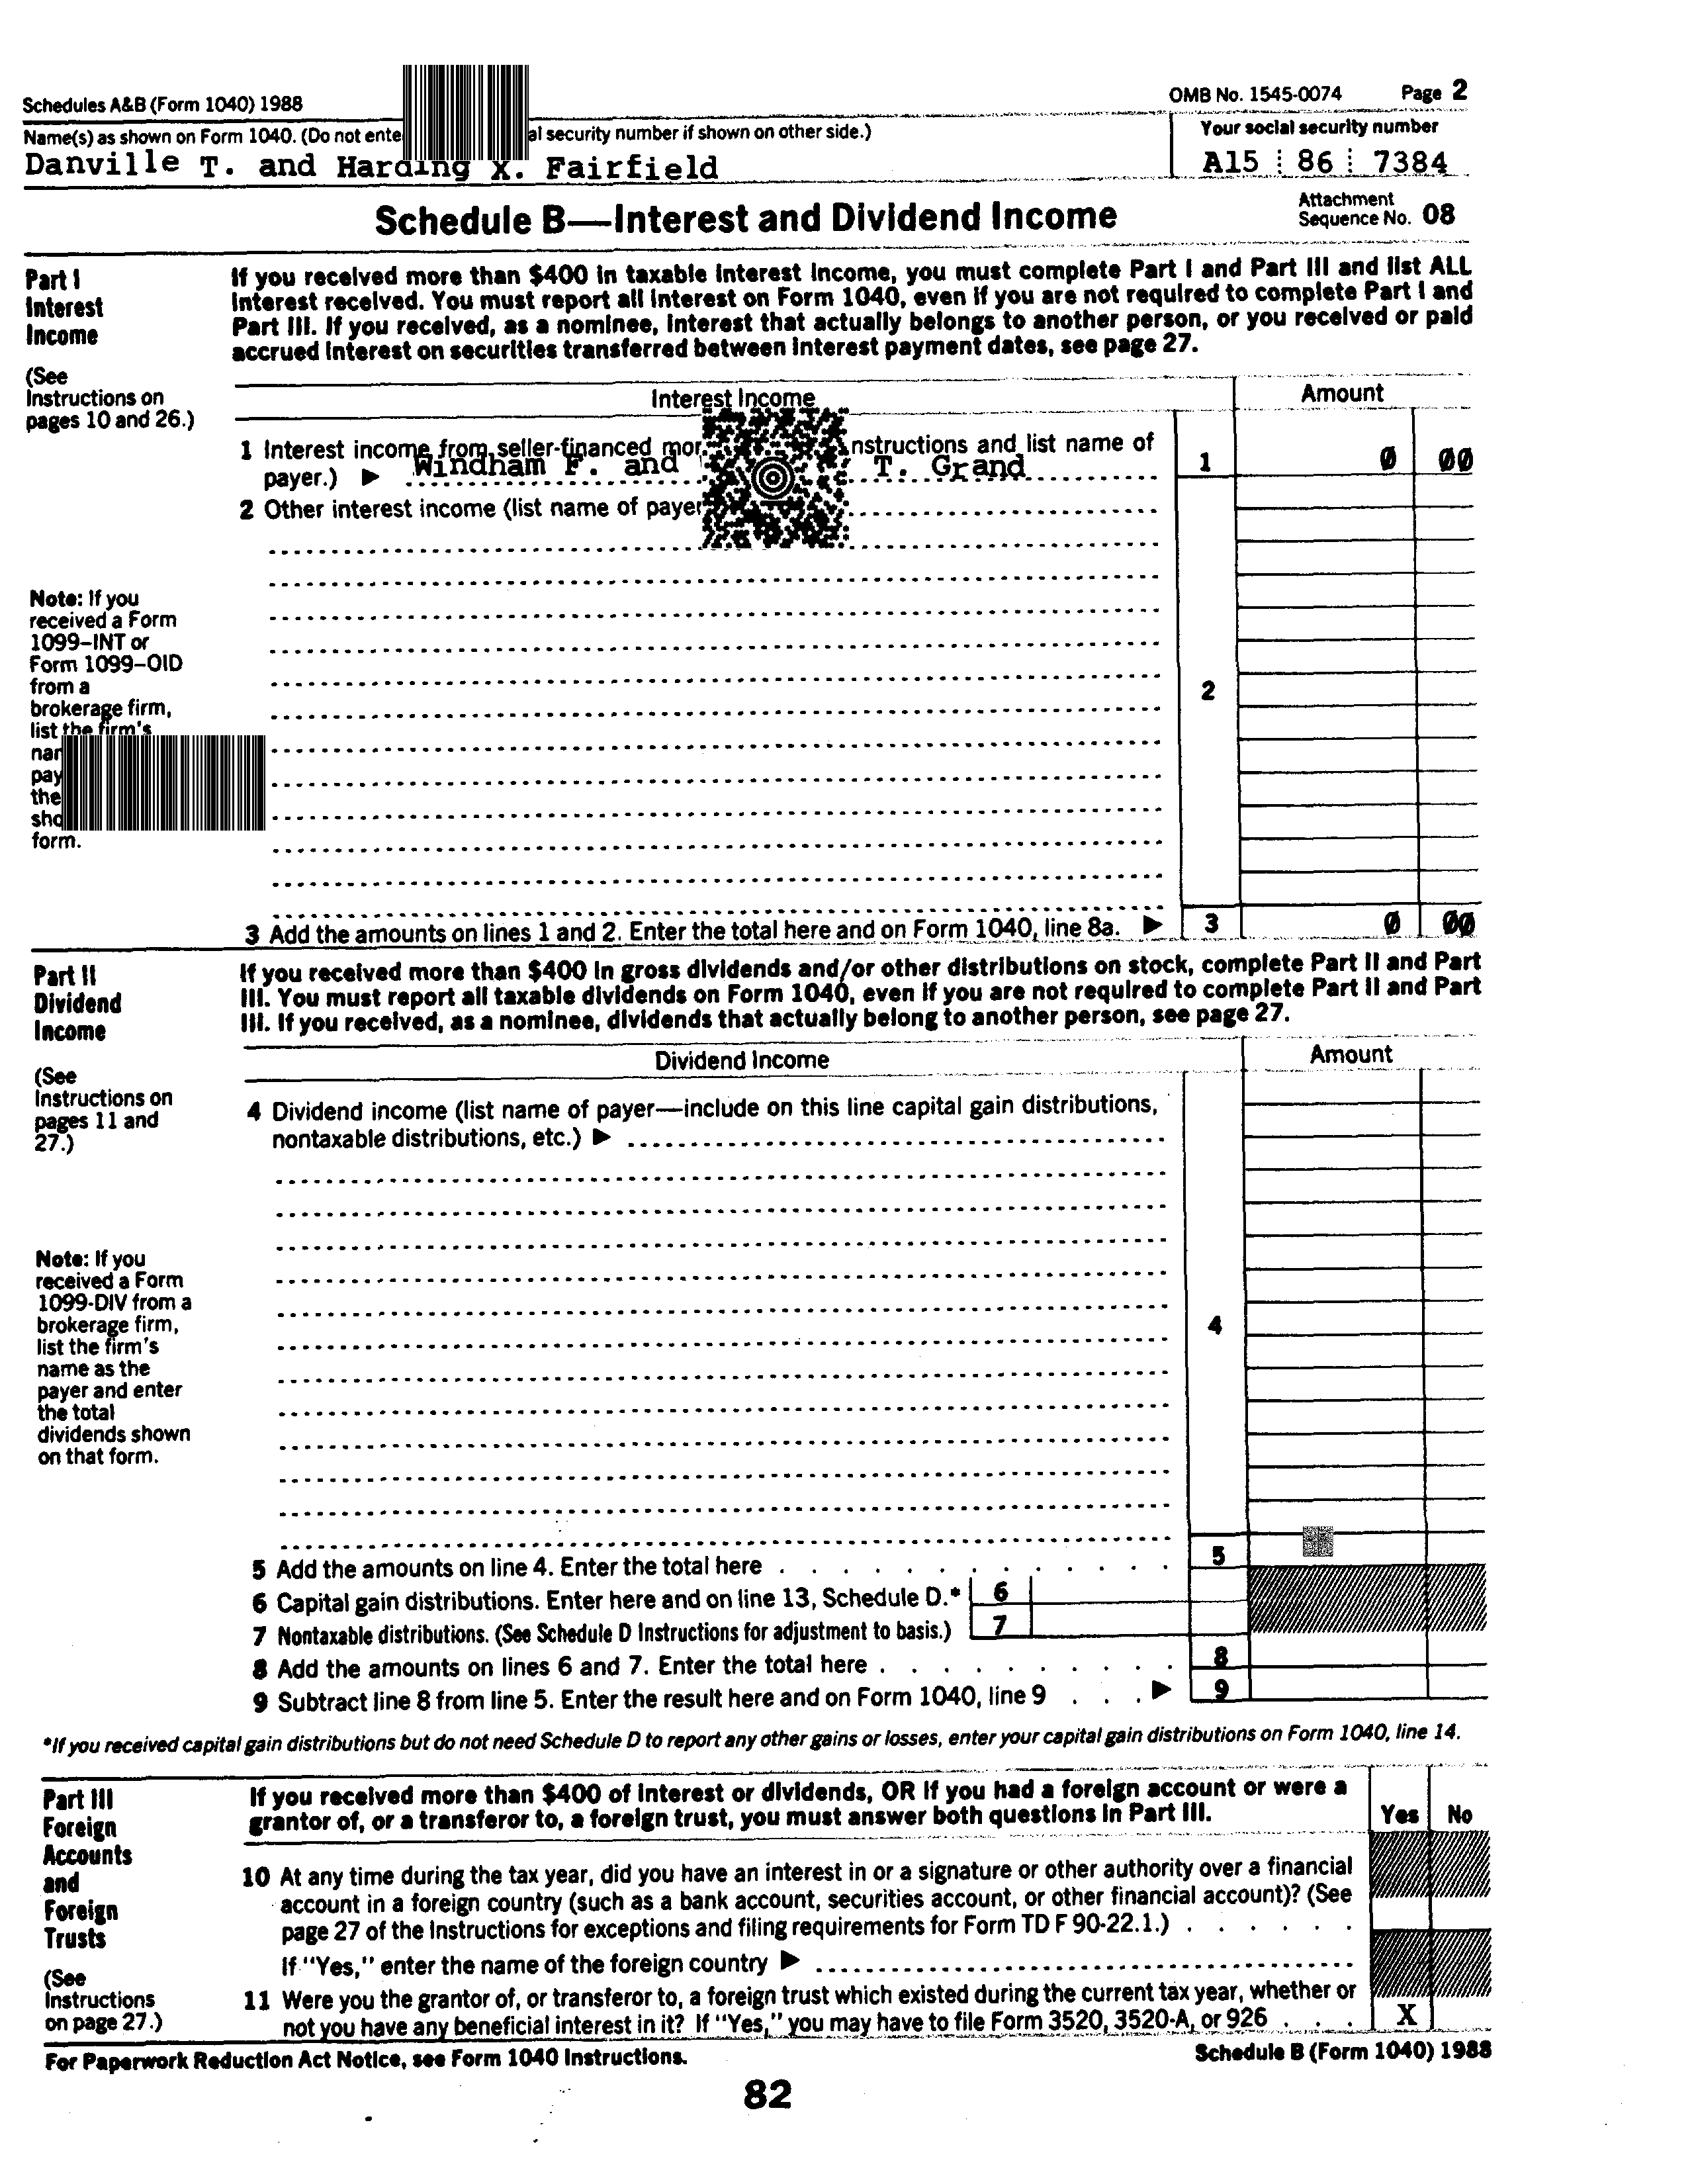 Schedules A&B (Form 1040) 1988
OMB No. 1545-0074 Page 2
Name(s) as shown on Form 1040. (Do not security number if shown on other side.)
Your social security number
Danville T. and Harding X. Fairfield
A15 86 7384
Schedule B—Interest and Dividend Income
Attachment
Sequence No. 08
Part I
Interest
Income
(See
Instructions on
pages 10 and 26.)
If you received more than $400 in taxable interest income, you must complete Part I and Part III and list ALL
interest received. You must report all interest on Form 1040, even if you are not required to complete Part I and
Part III. If you received, as a nominee, interest that actually belongs to another person, or you received or paid
accrued interest on securities transferred between interest payment dates, see page 27.
Interest Income
Amount
1 Interest income from seller-financed and list name of
payer.) ▶ Windham F. and T. Grand
1 0 00
2 Other interest income (list name of
2
Note: If you
received a Form
1099-INT or
Form 1099-OID
from a
brokerage firm,
list the firm's
form.
3 Add the amounts on lines 1 and 2. Enter the total here and on Form 1040, line 8a. ▶ 3 0 00
Part II
Dividend
Income
(See
Instructions on
pages 11 and
27.)
If you received more than $400 in gross dividends and/or other distributions on stock, complete Part II and Part
III. You must report all taxable dividends on Form 1040, even if you are not required to complete Part II and Part
III. If you received, as a nominee, dividends that actually belong to another person, see page 27.
Dividend Income
Amount
4 Dividend income (list name of payer—include on this line capital gain distributions,
nontaxable distributions, etc.) ▶
4
Note: If you
received a Form
1099-DIV from a
brokerage firm,
list the firm's
name as the
payer and enter
the total
dividends shown
on that form.
5 Add the amounts on line 4. Enter the total here 5
6 Capital gain distributions. Enter here and on line 13, Schedule D.* 6
7 Nontaxable distributions. (See Schedule D Instructions for adjustment to basis.) 7
8 Add the amounts on lines 6 and 7. Enter the total here 8
9 Subtract line 8 from line 5. Enter the result here and on Form 1040, line 9 ▶ 9
*If you received capital gain distributions but do not need Schedule D to report any other gains or losses, enter your capital gain distributions on Form 1040, line 14.
Part III
Foreign
Accounts
and
Foreign
Trusts
(See
Instructions
on page 27.)
If you received more than $400 of interest or dividends, OR if you had a foreign account or were a
grantor of, or a transferor to, a foreign trust, you must answer both questions in Part III.
Yes No
10 At any time during the tax year, did you have an interest in or a signature or other authority over a financial
account in a foreign country (such as a bank account, securities account, or other financial account)? (See
page 27 of the Instructions for exceptions and filing requirements for Form TD F 90-22.1.)
If "Yes," enter the name of the foreign country ▶
11 Were you the grantor of, or transferor to, a foreign trust which existed during the current tax year, whether or
not you have any beneficial interest in it? If "Yes," you may have to file Form 3520, 3520-A, or 926 X
For Paperwork Reduction Act Notice, see Form 1040 Instructions.
Schedule B (Form 1040) 1988
82